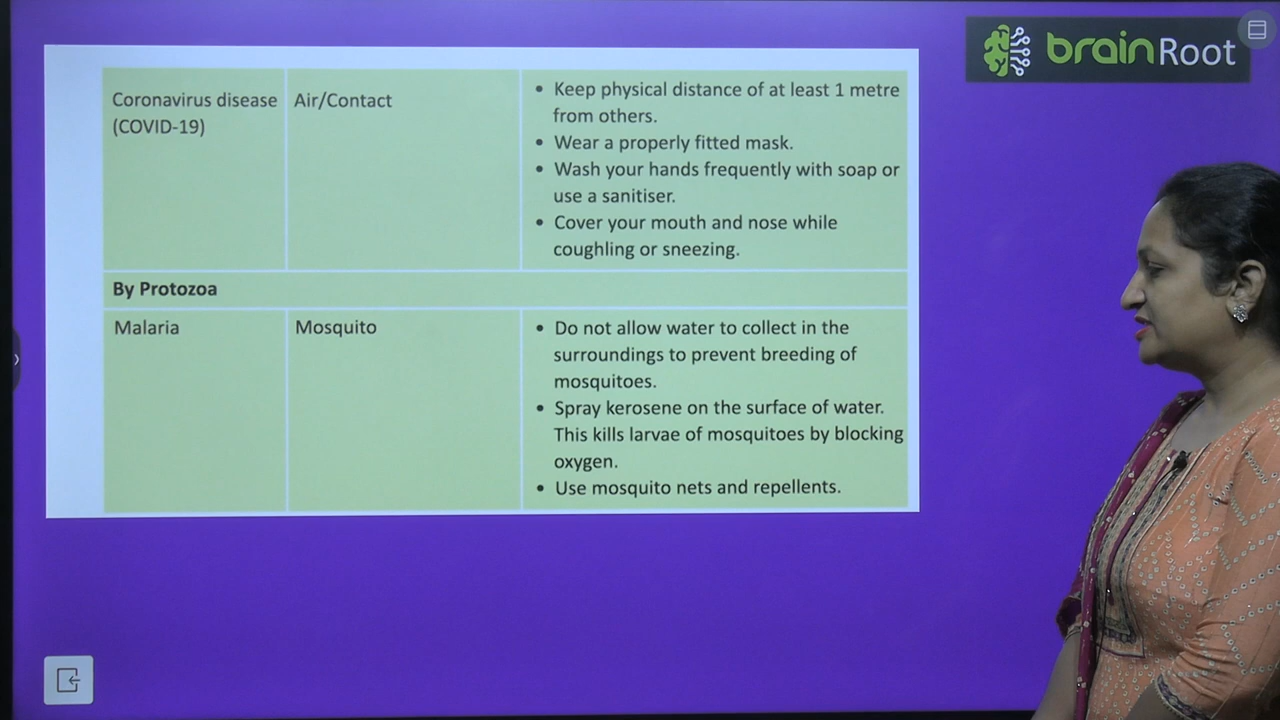 brainRoot
Coronavirus disease
(COVID-19)
Air/Contact
• Keep physical distance of at least 1 metre
from others.
• Wear a properly fitted mask.
• Wash your hands frequently with soap or
use a sanitiser.
• Cover your mouth and nose while
coughling or sneezing.
By Protozoa
Malaria
Mosquito
• Do not allow water to collect in the
surroundings to prevent breeding of
mosquitoes.
• Spray kerosene on the surface of water.
This kills larvae of mosquitoes by blocking
oxygen.
• Use mosquito nets and repellents.